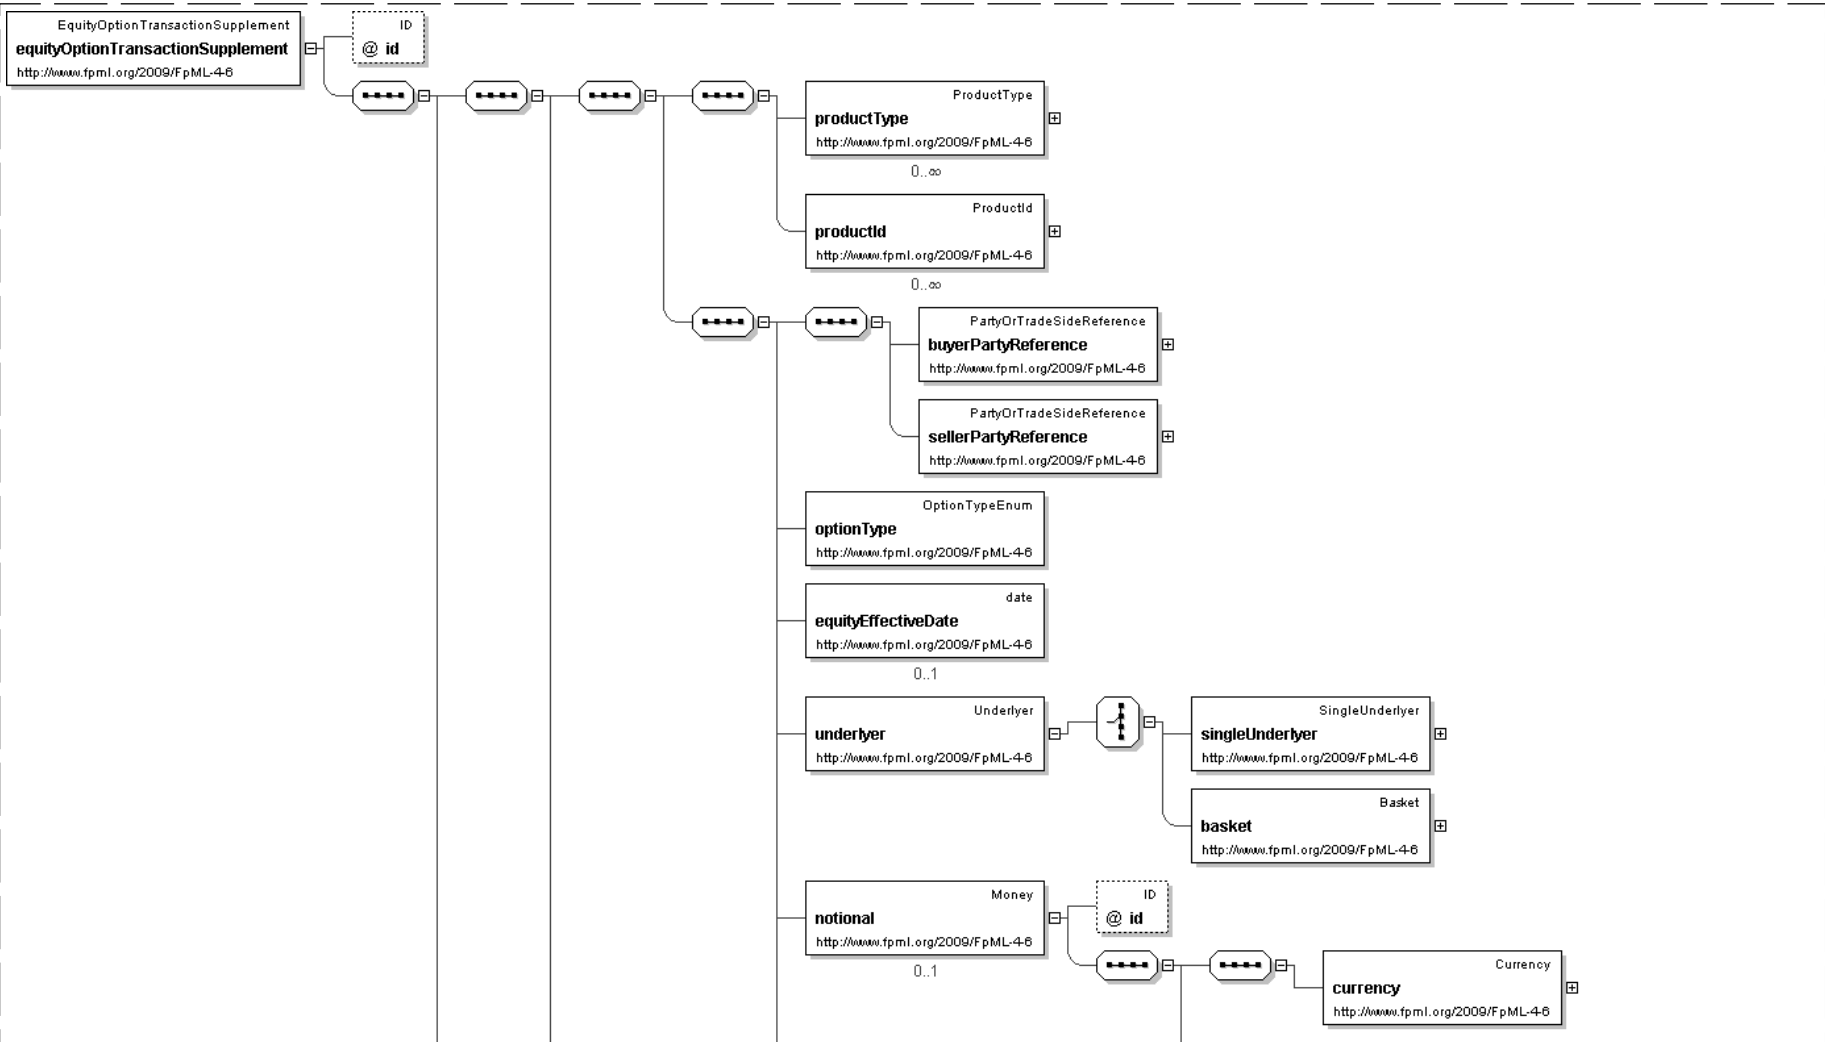 EquityOptionTransactionSupplement
equityOptionTransactionSupplement
http://www.fpml.org/2009/FpML-4-6
ID
@ id
ProductType
productType
http://www.fpml.org/2009/FpML-4-6
0..∞
ProductId
productId
http://www.fpml.org/2009/FpML-4-6
0..∞
PartyOrTradeSideReference
buyerPartyReference
http://www.fpml.org/2009/FpML-4-6
PartyOrTradeSideReference
sellerPartyReference
http://www.fpml.org/2009/FpML-4-6
OptionTypeEnum
optionType
http://www.fpml.org/2009/FpML-4-6
date
equityEffectiveDate
http://www.fpml.org/2009/FpML-4-6
0..1
Underlyer
underlyer
http://www.fpml.org/2009/FpML-4-6
SingleUnderlyer
singleUnderlyer
http://www.fpml.org/2009/FpML-4-6
Basket
basket
http://www.fpml.org/2009/FpML-4-6
Money
notional
http://www.fpml.org/2009/FpML-4-6
0..1
ID
@ id
Currency
currency
http://www.fpml.org/2009/FpML-4-6